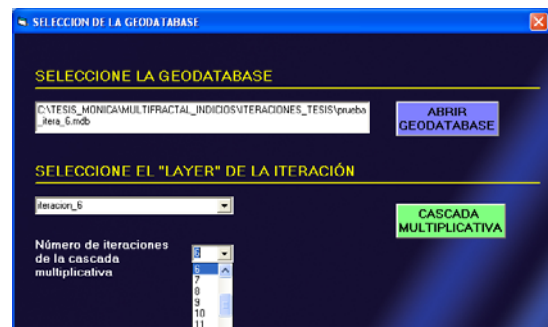 SELECCION DE LA GEODATABASE
SELECCIONE LA GEODATABASE
C:\TESIS_MONICA\MULTIFRACTAL_INDICIOS\ITERACIONES_TESIS\prueba
_itera_6.mdb
ABRIR
GEODATABASE
SELECCIONE EL "LAYER" DE LA ITERACIÓN
iteracion_6
CASCADA
MULTIPLICATIVA
Número de iteraciones
de la cascada
multiplicativa
6
6
7
8
9
10
11